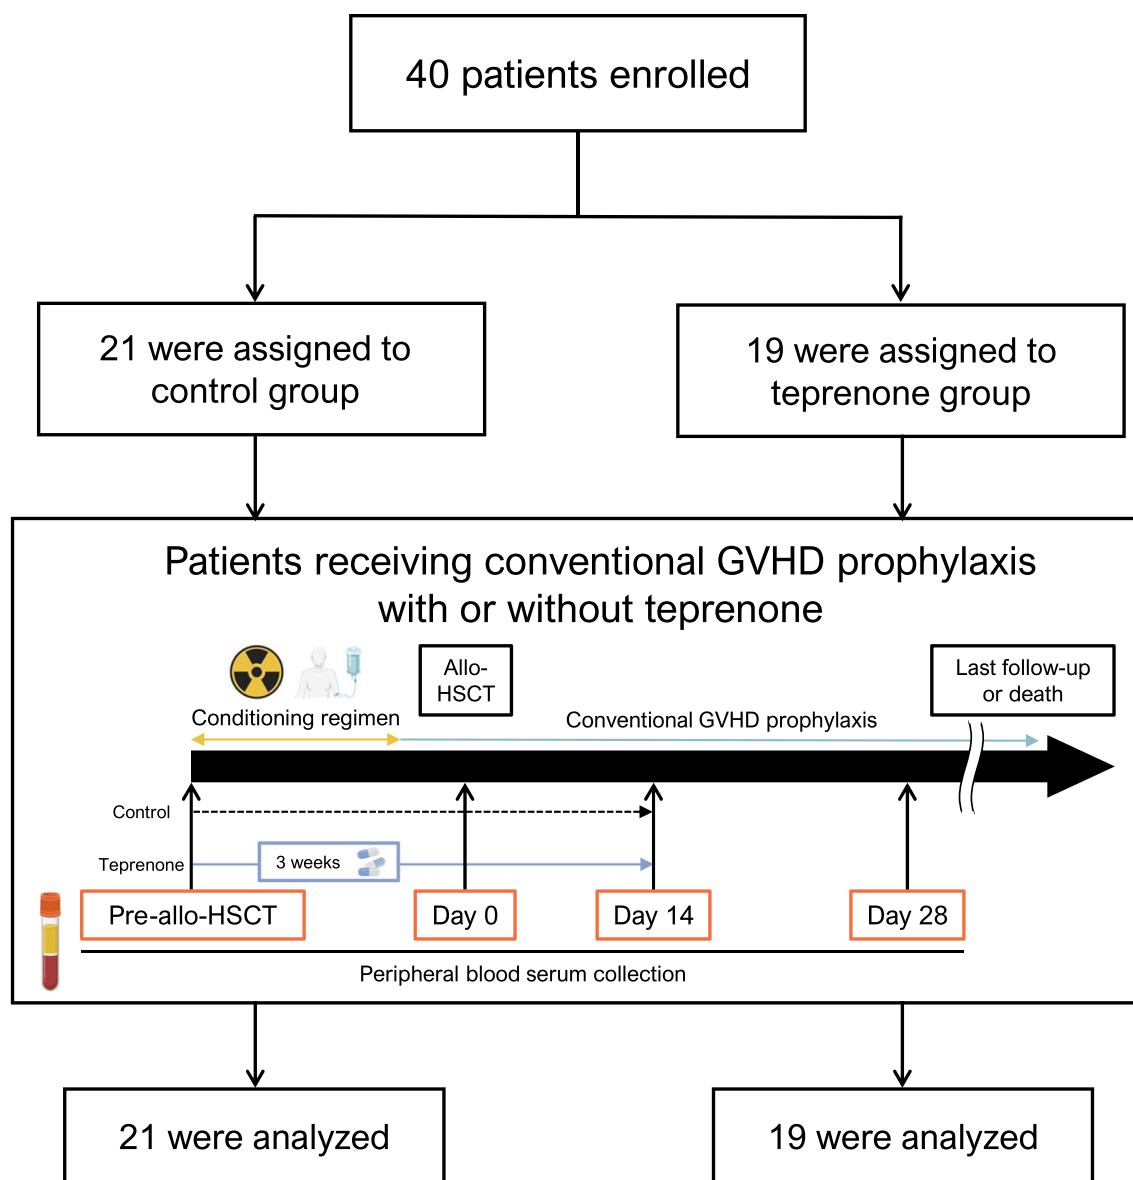 40 patients enrolled
21 were assigned to
control group
19 were assigned to
teprenone group
Patients receiving conventional GVHD prophylaxis
with or without teprenone
Allo-
HSCT
Last follow-up
or death
Conditioning regimen
Conventional GVHD prophylaxis
Control
Teprenone
3 weeks
Pre-allo-HSCT
Day 0
Day 14
Day 28
Peripheral blood serum collection
21 were analyzed
19 were analyzed